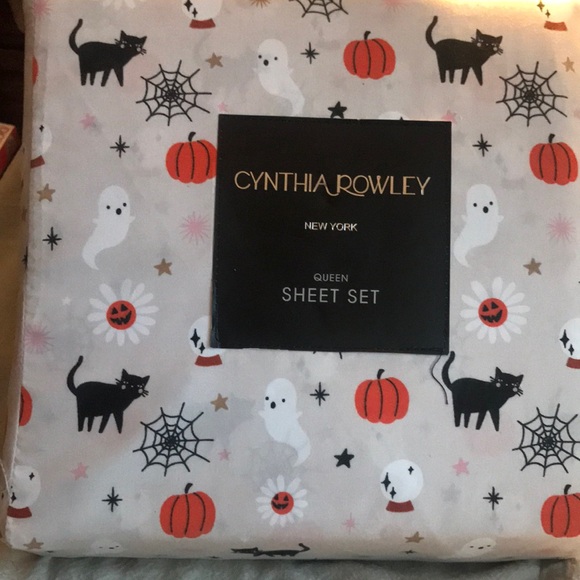 CYNTHIA ROWLEY
NEW YORK
QUEEN
SHEET SET